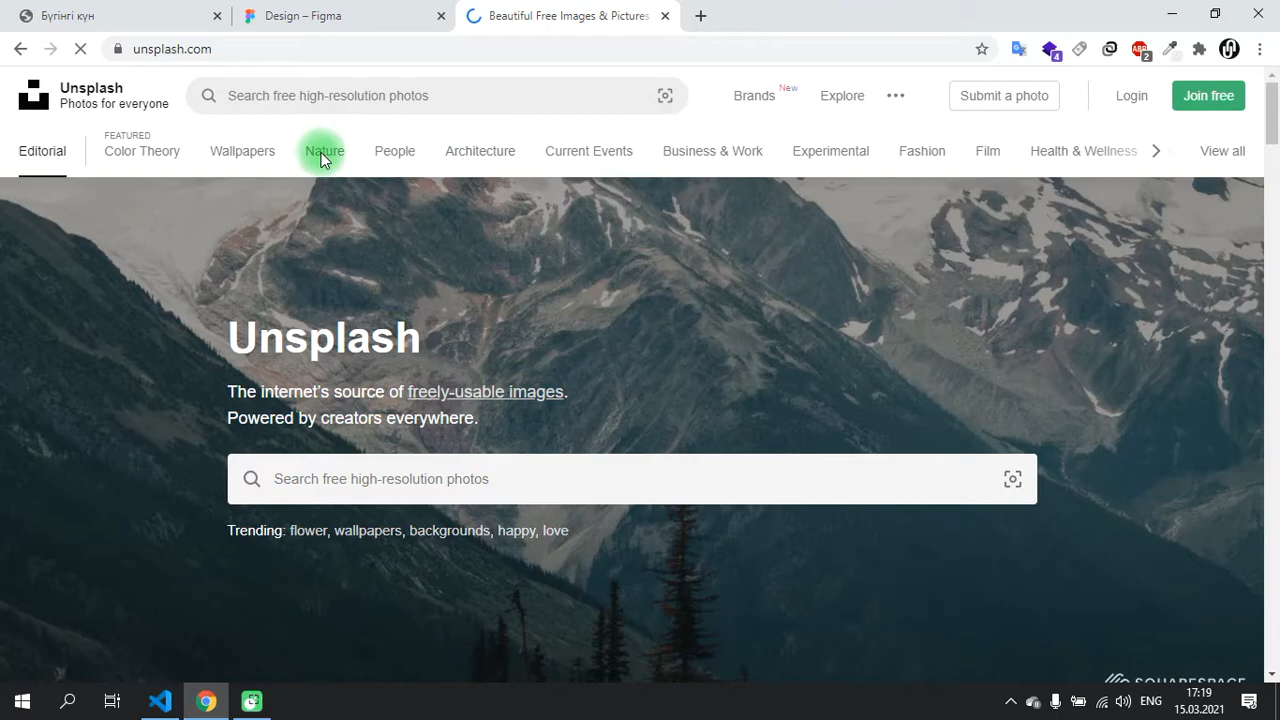 Бүгінгі күн
Design – Figma
Beautiful Free Images & Pictures
unsplash.com
4
2
Unsplash
Photos for everyone
Search free high-resolution photos
Brands New
Explore
Submit a photo
Login
Join free
Editorial
FEATURED
Color Theory
Wallpapers
Nature
People
Architecture
Current Events
Business & Work
Experimental
Fashion
Film
Health & Wellness
View all
Unsplash
The internet's source of freely-usable images.
Powered by creators everywhere.
Search free high-resolution photos
Trending: flower, wallpapers, backgrounds, happy, love
SQUARESPACE
ENG
17:19
15.03.2021